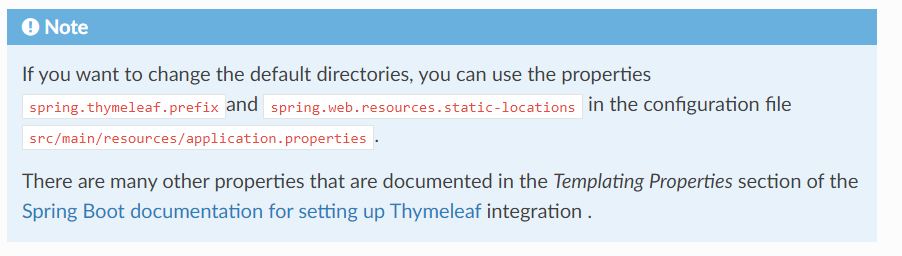 Note
If you want to change the default directories, you can use the properties
spring.thymeleaf.prefix and spring.web.resources.static-locations in the configuration file
src/main/resources/application.properties .
There are many other properties that are documented in the Templating Properties section of the
Spring Boot documentation for setting up Thymeleaf integration .